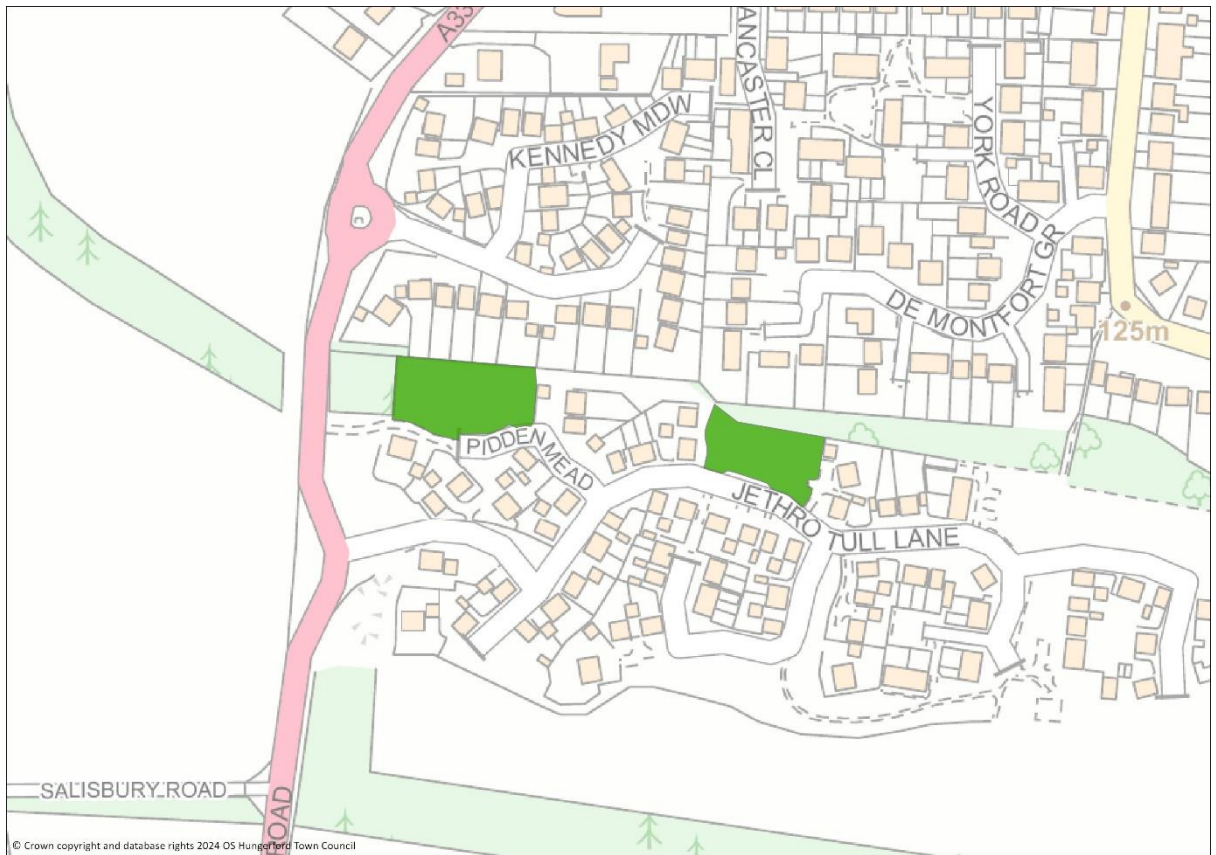 A33
ANCASTER CL
KENNEDY MDW
YORK ROAD
DE MONTFORT GR
125m
PIDDEN MEAD
JETHRO TULL LANE
SALISBURY ROAD
ROAD
© Crown copyright and database rights 2024 OS Hungerford Town Council